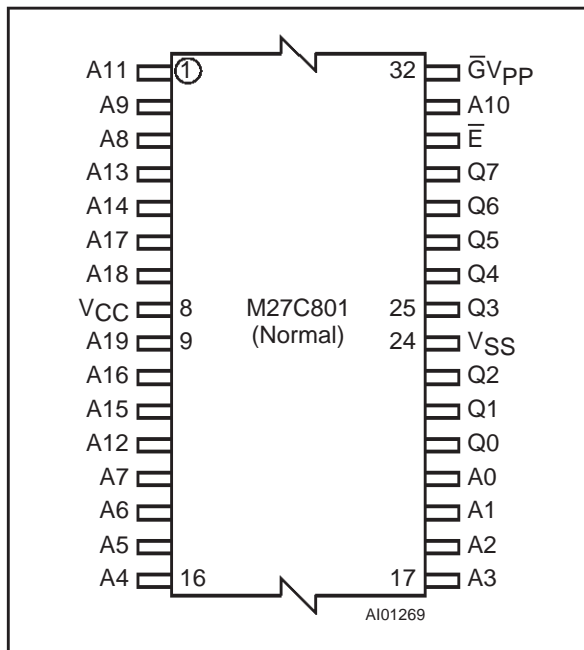 A11 1 32 G̅VPP
A9 A10
A8 E̅
A13 Q7
A14 Q6
A17 Q5
A18 Q4
VCC 8 M27C801 25 Q3
A19 9 (Normal) 24 VSS
A16 Q2
A15 Q1
A12 Q0
A7 A0
A6 A1
A5 A2
A4 16 17 A3
AI01269